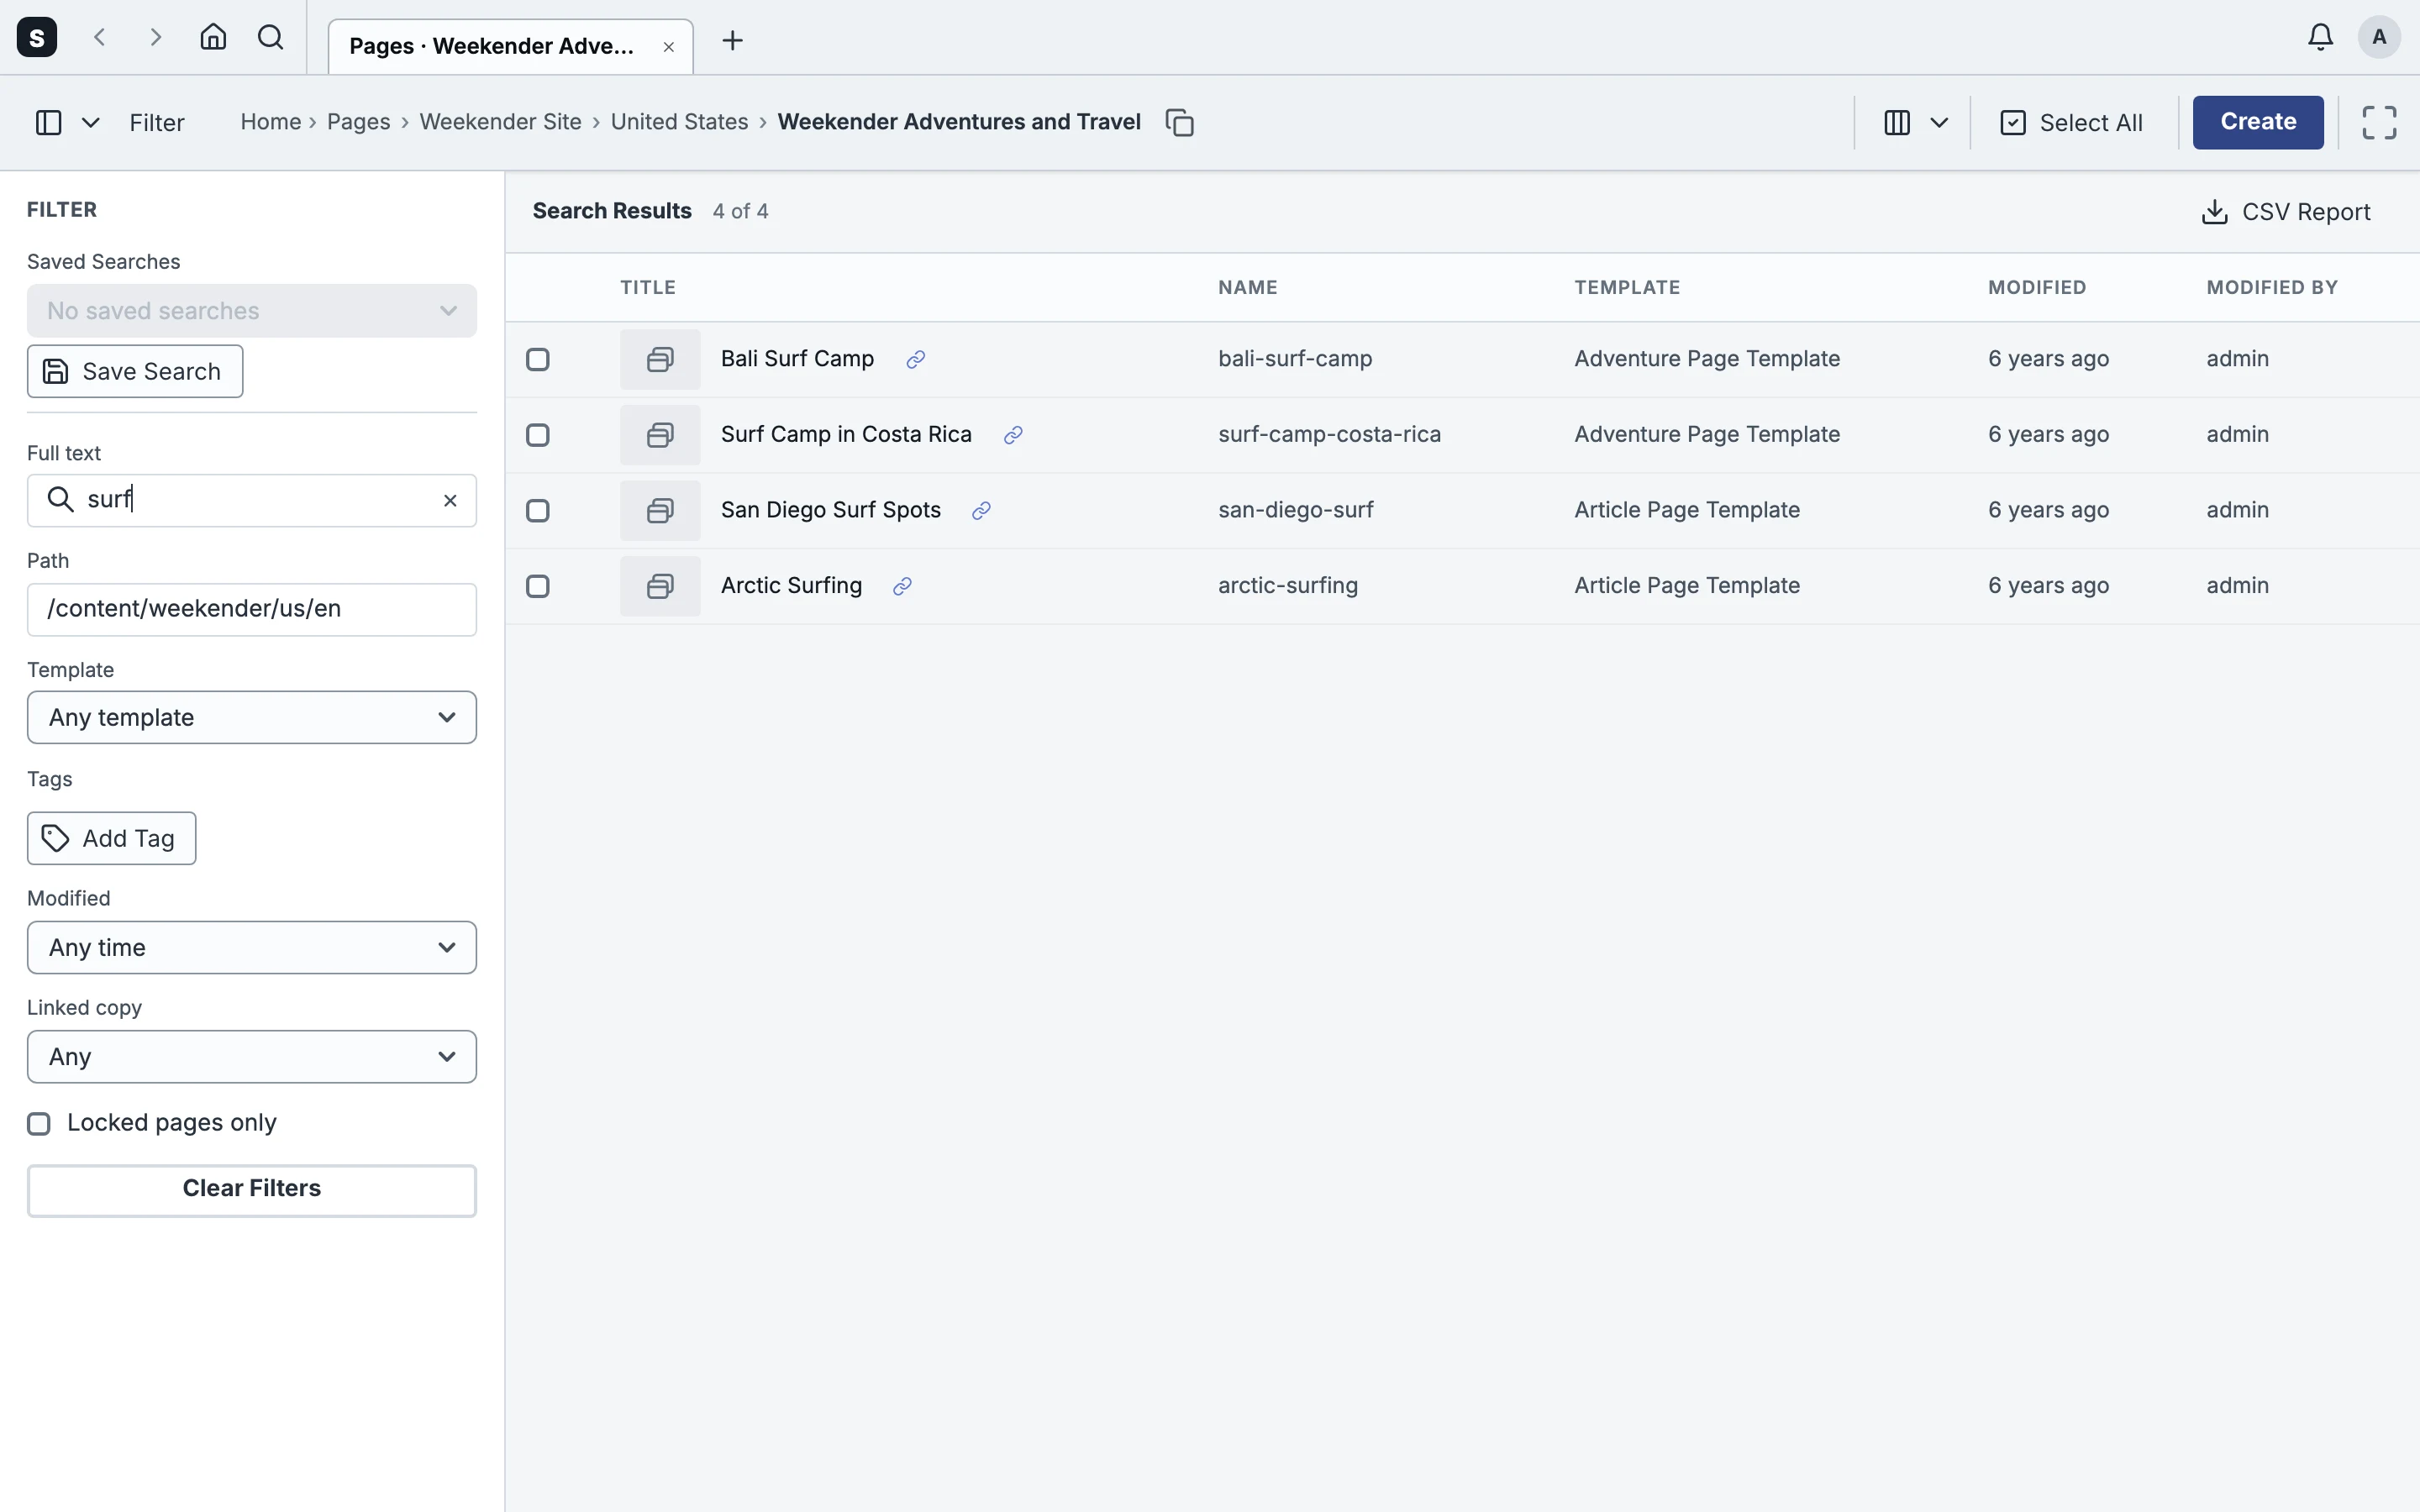 S
Pages · Weekender Adve...
A
Filter
Home › Pages › Weekender Site › United States › Weekender Adventures and Travel
Select All
Create
FILTER
Saved Searches
No saved searches
Save Search
Full text
surf
Path
/content/weekender/us/en
Template
Any template
Tags
Add Tag
Modified
Any time
Linked copy
Any
Locked pages only
Clear Filters
Search Results 4 of 4
CSV Report
TITLE NAME TEMPLATE MODIFIED MODIFIED BY
Bali Surf Camp bali-surf-camp Adventure Page Template 6 years ago admin
Surf Camp in Costa Rica surf-camp-costa-rica Adventure Page Template 6 years ago admin
San Diego Surf Spots san-diego-surf Article Page Template 6 years ago admin
Arctic Surfing arctic-surfing Article Page Template 6 years ago admin